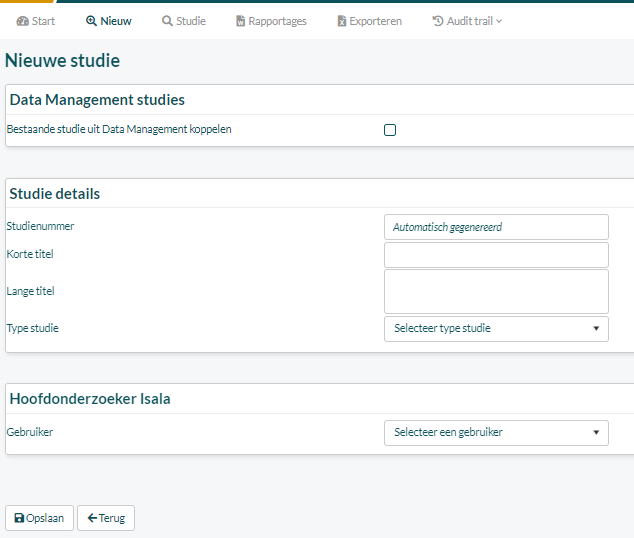 Start Nieuw Studie Rapportages Exporteren Audit trail
Nieuwe studie
Data Management studies
Bestaande studie uit Data Management koppelen
Studie details
Studienummer Automatisch gegenereerd
Korte titel
Lange titel
Type studie Selecteer type studie
Hoofdonderzoeker Isala
Gebruiker Selecteer een gebruiker
Opslaan Terug